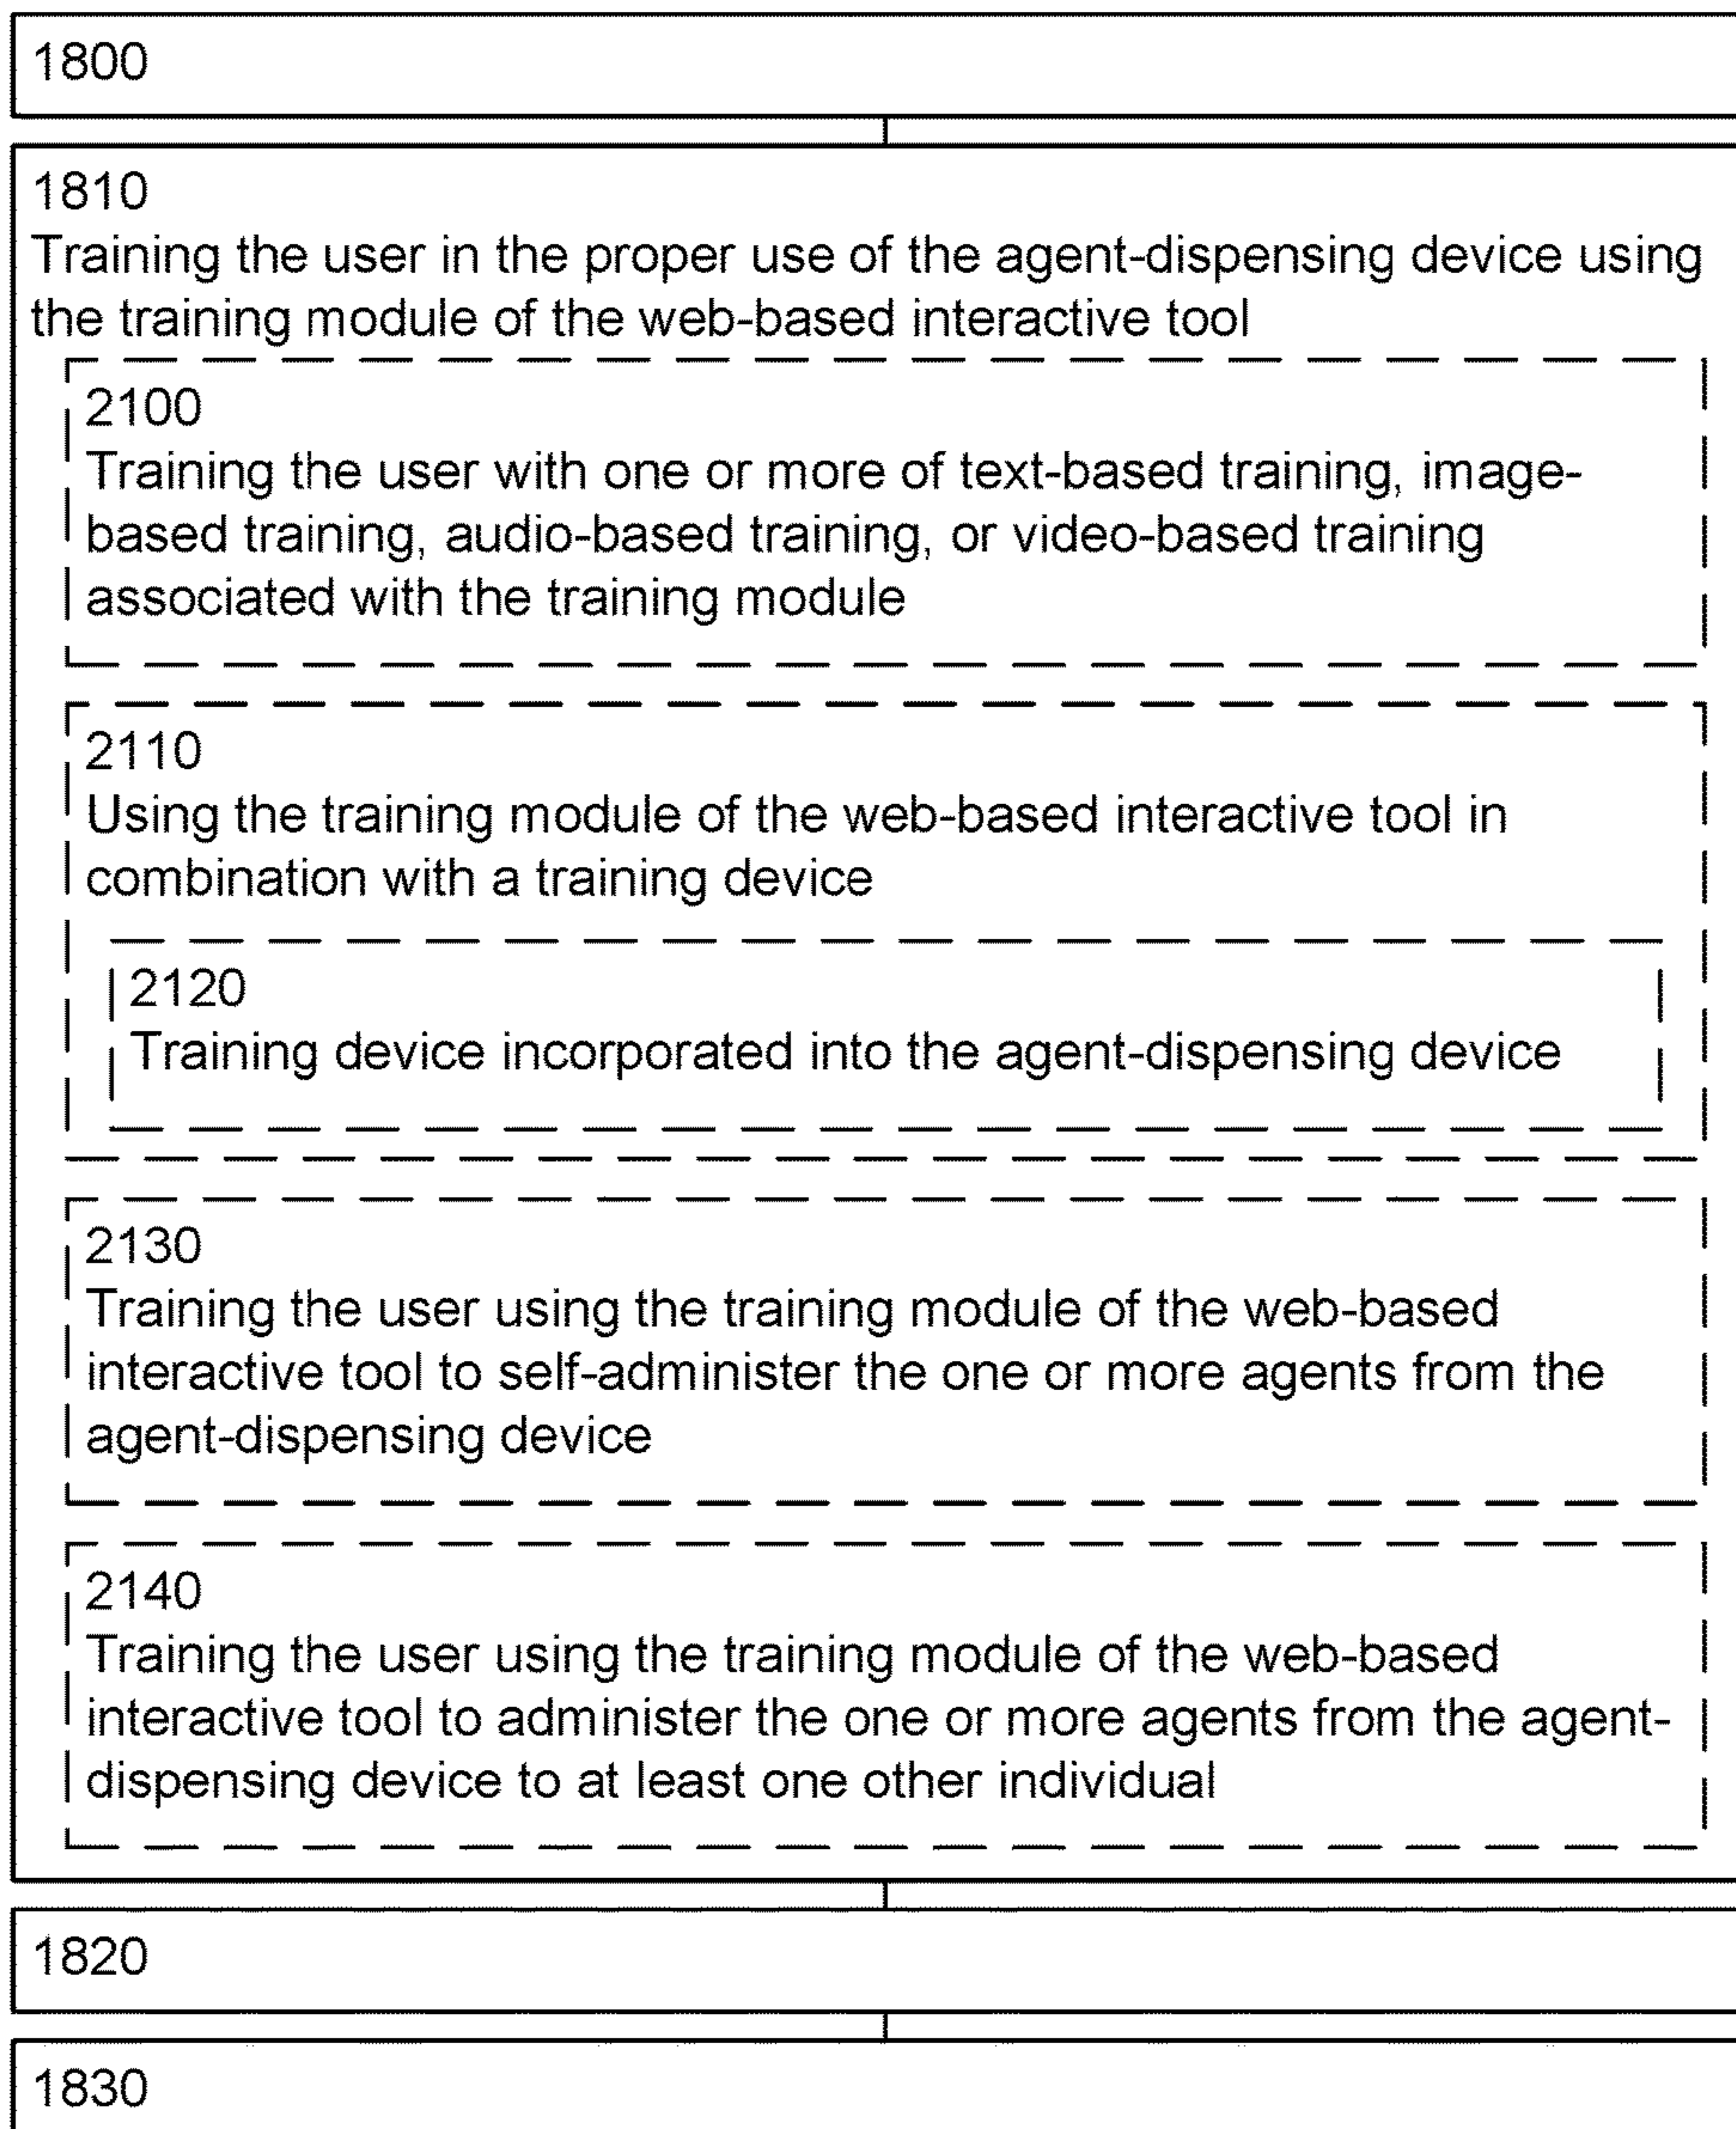 1800
1810
Training the user in the proper use of the agent-dispensing device using
the training module of the web-based interactive tool
2100
Training the user with one or more of text-based training, image-
based training, audio-based training, or video-based training
associated with the training module
2110
Using the training module of the web-based interactive tool in
combination with a training device
2120
Training device incorporated into the agent-dispensing device
2130
Training the user using the training module of the web-based
interactive tool to self-administer the one or more agents from the
agent-dispensing device
2140
Training the user using the training module of the web-based
interactive tool to administer the one or more agents from the agent-
dispensing device to at least one other individual
1820
1830